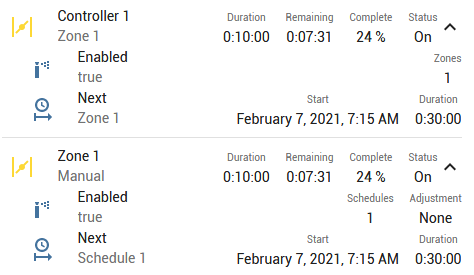 Controller 1 Duration Remaining Complete Status
Zone 1 0:10:00 0:07:31 24 % On
Enabled Zones
true 1
Next Start Duration
Zone 1 February 7, 2021, 7:15 AM 0:30:00
Zone 1 Duration Remaining Complete Status
Manual 0:10:00 0:07:31 24 % On
Enabled Schedules Adjustment
true 1 None
Next Start Duration
Schedule 1 February 7, 2021, 7:15 AM 0:30:00